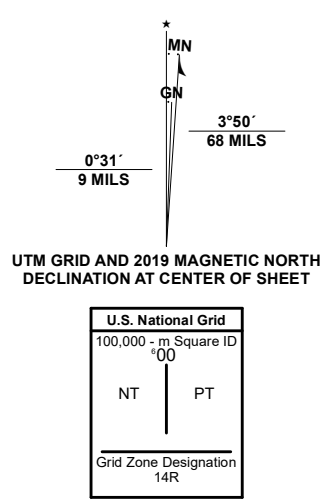 ★
MN
GN
3°50´
68 MILS
0°31´
9 MILS
UTM GRID AND 2019 MAGNETIC NORTH
DECLINATION AT CENTER OF SHEET
U.S. National Grid
100,000 - m Square ID
⁶00
NT PT
Grid Zone Designation
14R